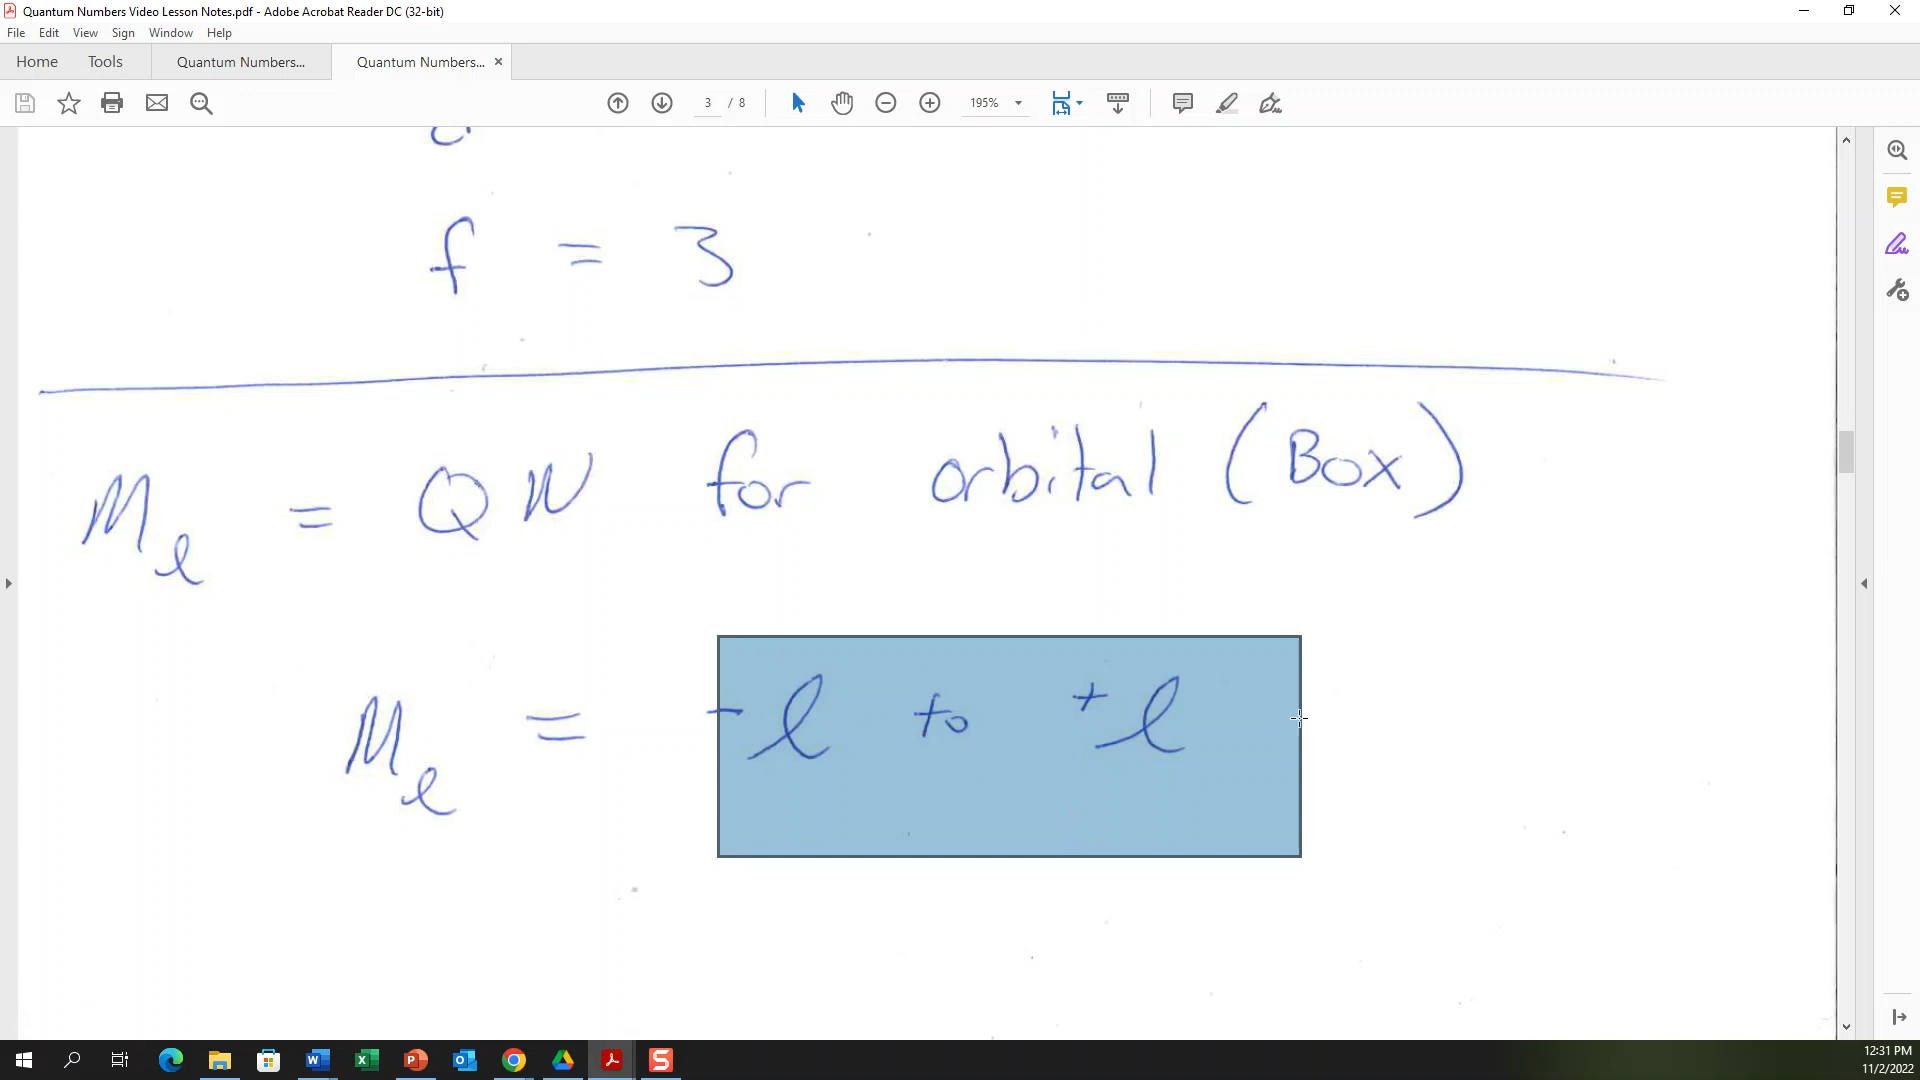 Quantum Numbers Video Lesson Notes.pdf - Adobe Acrobat Reader DC (32-bit)
File Edit View Sign Window Help
Home Tools Quantum Numbers... Quantum Numbers...
3 / 8 195%
f = 3
Mℓ = QN for orbital (Box)
Mℓ = -ℓ to +ℓ
12:31 PM
11/2/2022